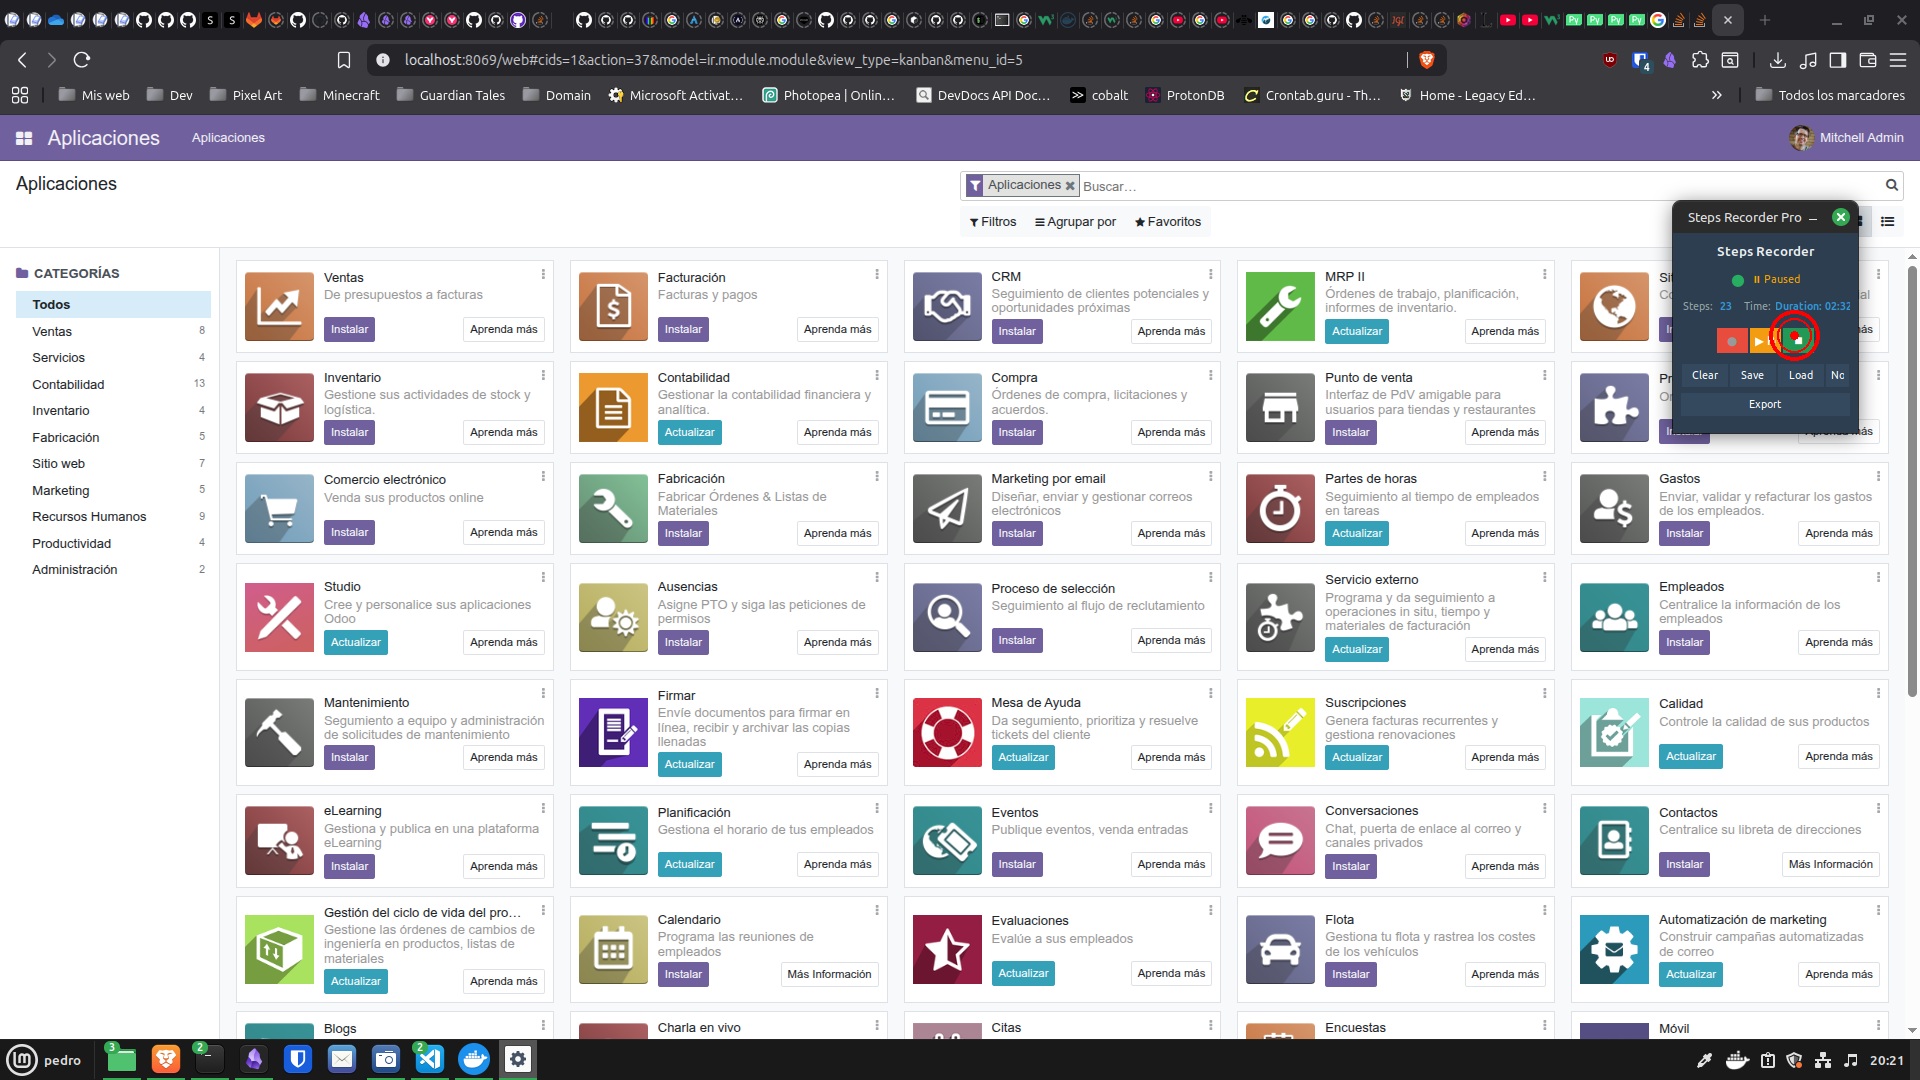 localhost:8069/web#cids=1&action=37&model=ir.module.module&view_type=kanban&menu_id=5
4
Mis web
Dev
Pixel Art
Minecraft
Guardian Tales
Domain
Microsoft Activat...
Photopea | Onlin...
DevDocs API Doc...
cobalt
ProtonDB
Crontab.guru - Th...
Home - Legacy Ed...
»
Todos los marcadores
Aplicaciones
Aplicaciones
Mitchell Admin
Aplicaciones
Aplicaciones
Buscar...
Filtros
Agrupar por
Favoritos
Steps Recorder Pro
Steps Recorder
Paused
Steps: 23 Time: Duration: 02:32
Clear
Save
Load
No
Export
CATEGORÍAS
Todos
Ventas 8
Servicios 4
Contabilidad 13
Inventario 4
Fabricación 5
Sitio web 7
Marketing 5
Recursos Humanos 9
Productividad 4
Administración 2
Ventas
De presupuestos a facturas
Instalar
Aprenda más
Facturación
Facturas y pagos
Instalar
Aprenda más
CRM
Seguimiento de clientes potenciales y
oportunidades próximas
Instalar
Aprenda más
MRP II
Órdenes de trabajo, planificación,
informes de inventario.
Actualizar
Aprenda más
Inventario
Gestione sus actividades de stock y
logística.
Instalar
Aprenda más
Contabilidad
Gestionar la contabilidad financiera y
analítica.
Actualizar
Aprenda más
Compra
Órdenes de compra, licitaciones y
acuerdos.
Instalar
Aprenda más
Punto de venta
Interfaz de PdV amigable para
usuarios para tiendas y restaurantes
Instalar
Aprenda más
Comercio electrónico
Venda sus productos online
Instalar
Aprenda más
Fabricación
Fabricar Órdenes & Listas de
Materiales
Instalar
Aprenda más
Marketing por email
Diseñar, enviar y gestionar correos
electrónicos
Instalar
Aprenda más
Partes de horas
Seguimiento al tiempo de empleados
en tareas
Actualizar
Aprenda más
Gastos
Enviar, validar y refacturar los gastos
de los empleados.
Instalar
Aprenda más
Studio
Cree y personalice sus aplicaciones
Odoo
Actualizar
Aprenda más
Ausencias
Asigne PTO y siga las peticiones de
permisos
Instalar
Aprenda más
Proceso de selección
Seguimiento al flujo de reclutamiento
Instalar
Aprenda más
Servicio externo
Programa y da seguimiento a
operaciones in situ, tiempo y
materiales de facturación
Actualizar
Aprenda más
Empleados
Centralice la información de los
empleados
Instalar
Aprenda más
Mantenimiento
Segumiento a equipo y administración
de solicitudes de mantenimiento
Instalar
Aprenda más
Firmar
Envíe documentos para firmar en
línea, recibir y archivar las copias
llenadas
Actualizar
Aprenda más
Mesa de Ayuda
Da segumiento, prioritiza y resuelve
tickets del cliente
Actualizar
Aprenda más
Suscripciones
Genera facturas recurrentes y
gestiona renovaciones
Actualizar
Aprenda más
Calidad
Controle la calidad de sus productos
Actualizar
Aprenda más
eLearning
Gestiona y publica en una plataforma
eLearning
Instalar
Aprenda más
Planificación
Gestiona el horario de tus empleados
Actualizar
Aprenda más
Eventos
Publique eventos, venda entradas
Instalar
Aprenda más
Conversaciones
Chat, puerta de enlace al correo y
canales privados
Instalar
Aprenda más
Contactos
Centralice su libreta de direcciones
Instalar
Más Información
Gestión del ciclo de vida del pro...
Gestione las órdenes de cambios de
ingeniería en productos, listas de
materiales
Actualizar
Aprenda más
Calendario
Programa las reuniones de
empleados
Instalar
Más Información
Evaluaciones
Evalúe a sus empleados
Actualizar
Aprenda más
Flota
Gestiona tu flota y rastrea los costes
de los vehículos
Instalar
Aprenda más
Automatización de marketing
Construir campañas automatizadas
de correo
Actualizar
Aprenda más
Blogs
Charla en vivo
Citas
Encuestas
Móvil
pedro
3
2
2
20:21